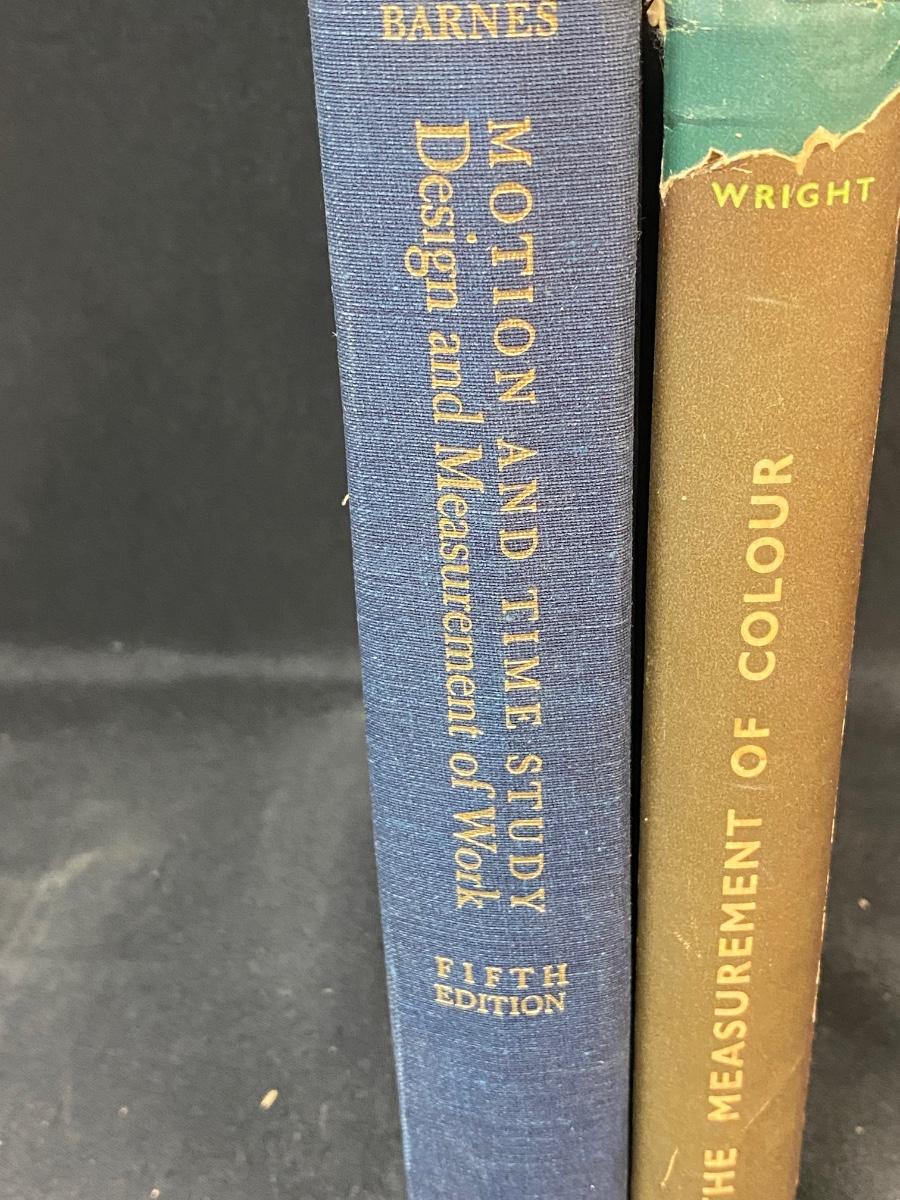 BARNES
MOTION AND TIME STUDY
Design and Measurement of Work
FIFTH
EDITION
WRIGHT
THE MEASUREMENT OF COLOUR